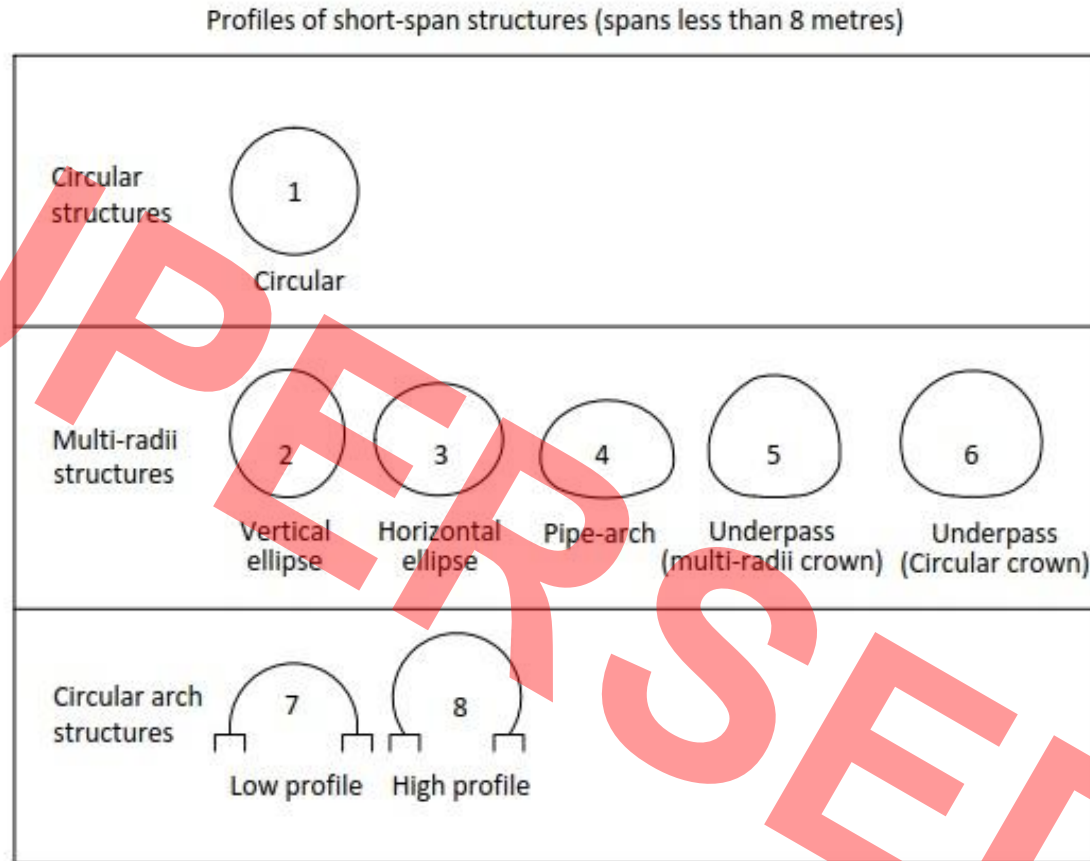 Profiles of short-span structures (spans less than 8 metres)
Circular
structures
1
Circular
Multi-radii
structures
2
3
4
5
6
Vertical
ellipse
Horizontal
ellipse
Pipe-arch
Underpass
(multi-radii crown)
Underpass
(Circular crown)
Circular arch
structures
7
8
Low profile
High profile
UPERSED